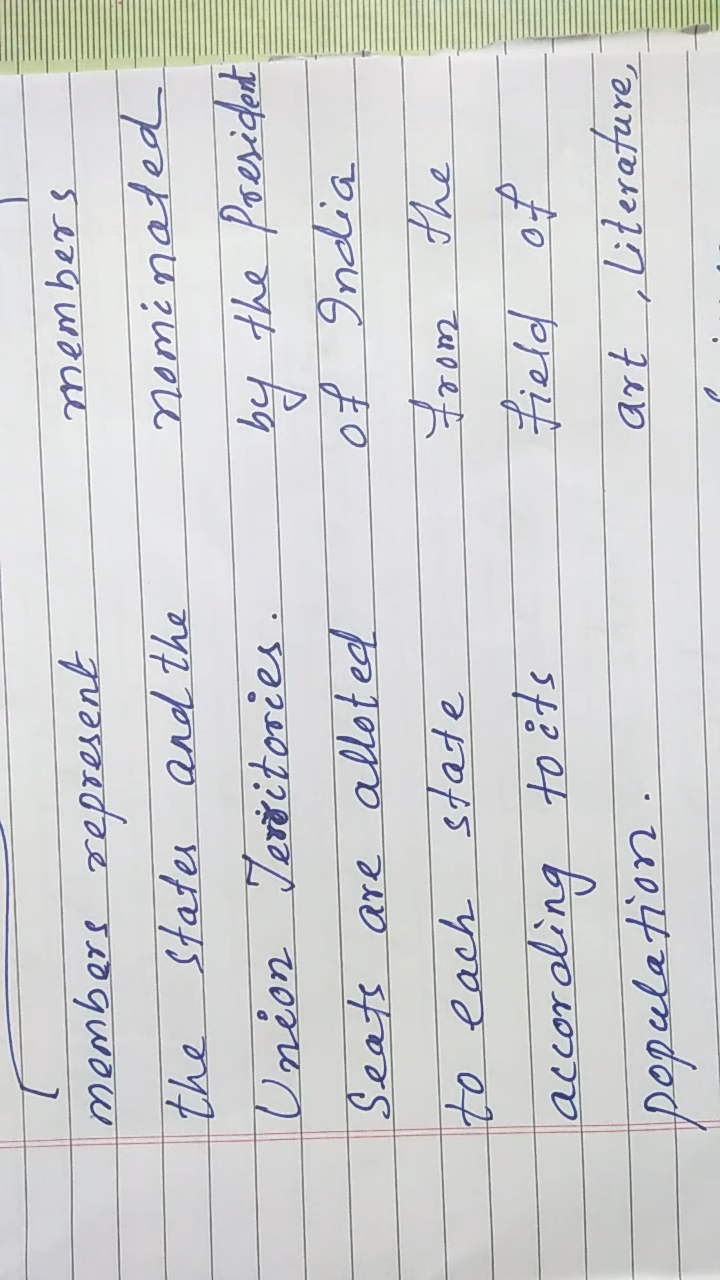 members represent members
the states and the nominated
Union Territories. by the President
Seats are alloted of India
to each state from the
according to its field of
population. art, Literature,